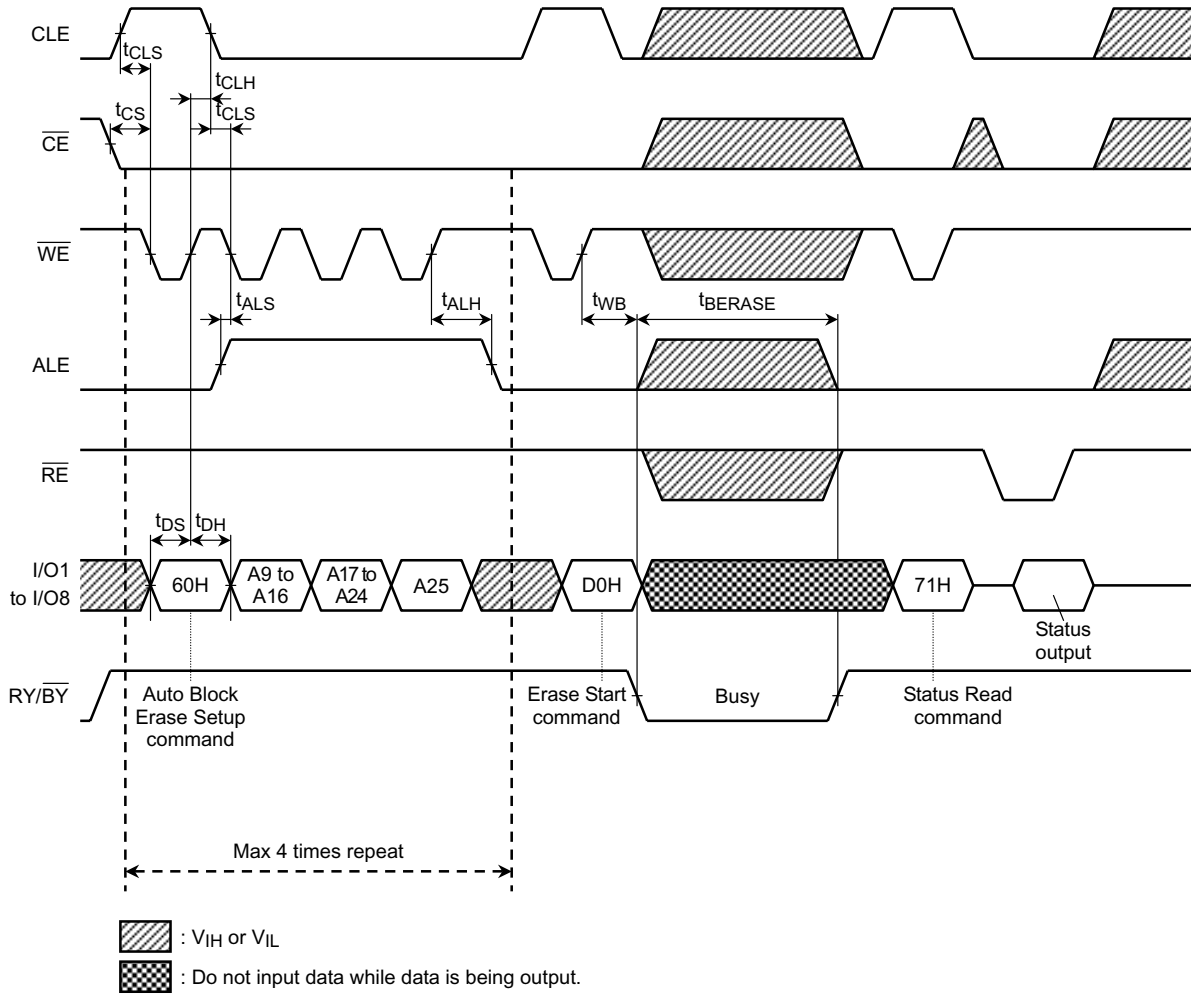 CLE
tCLS
tCLH
tCS
tCLS
CE
WE
tALS
tALH
tWB
tBERASE
ALE
RE
tDS
tDH
I/O1
to I/O8
60H
A9 to
A16
A17 to
A24
A25
D0H
71H
Status
output
RY/BY
Auto Block
Erase Setup
command
Erase Start
command
Busy
Status Read
command
Max 4 times repeat
: VIH or VIL
: Do not input data while data is being output.